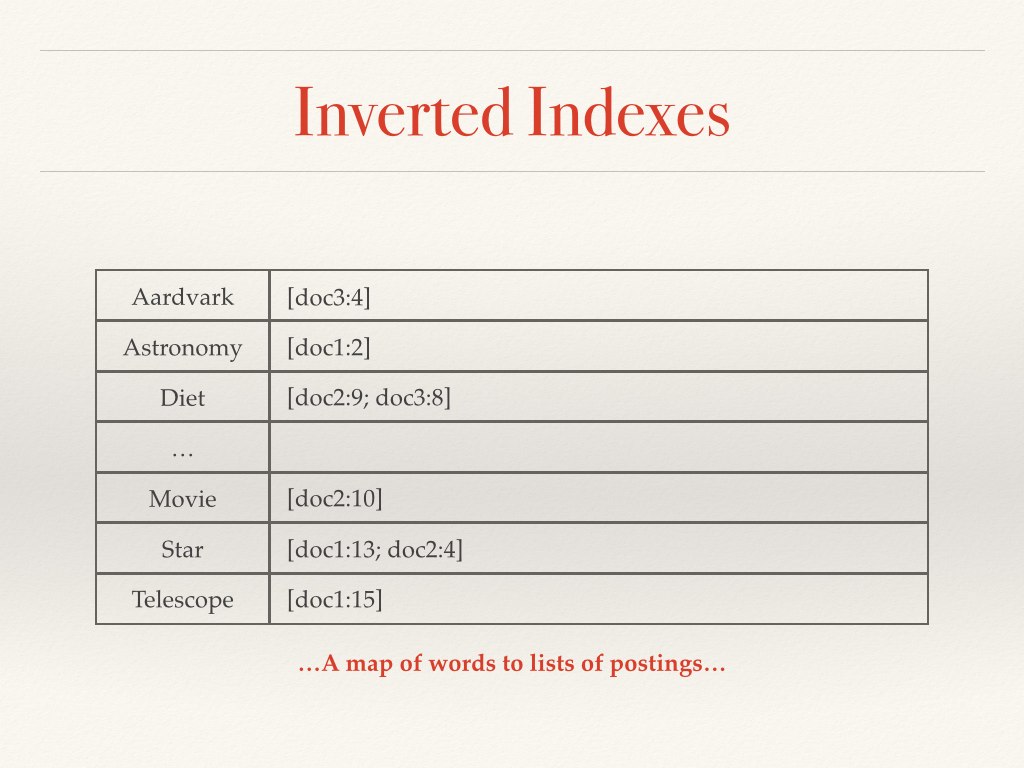 Inverted Indexes
Aardvark [doc3:4]
Astronomy [doc1:2]
Diet [doc2:9; doc3:8]
…
Movie [doc2:10]
Star [doc1:13; doc2:4]
Telescope [doc1:15]
…A map of words to lists of postings…